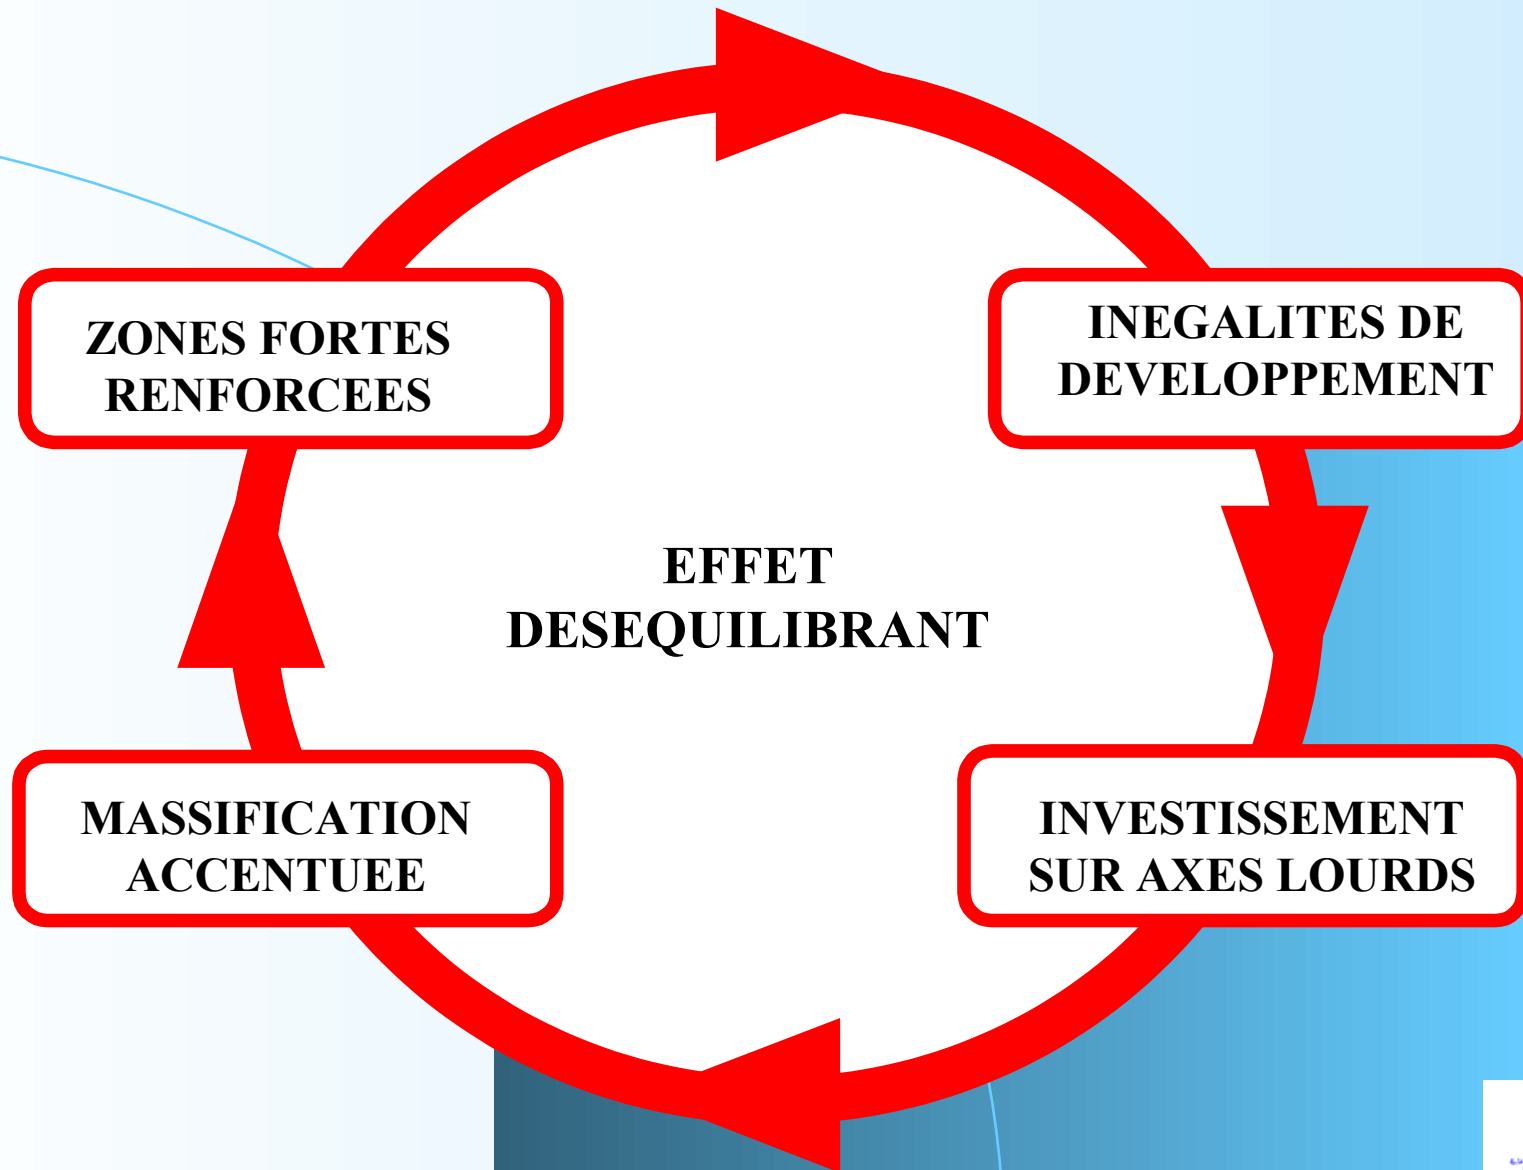 ZONES FORTES
RENFORCEES
INEGALITES DE
DEVELOPPEMENT
EFFET
DESEQUILIBRANT
MASSIFICATION
ACCENTUEE
INVESTISSEMENT
SUR AXES LOURDS